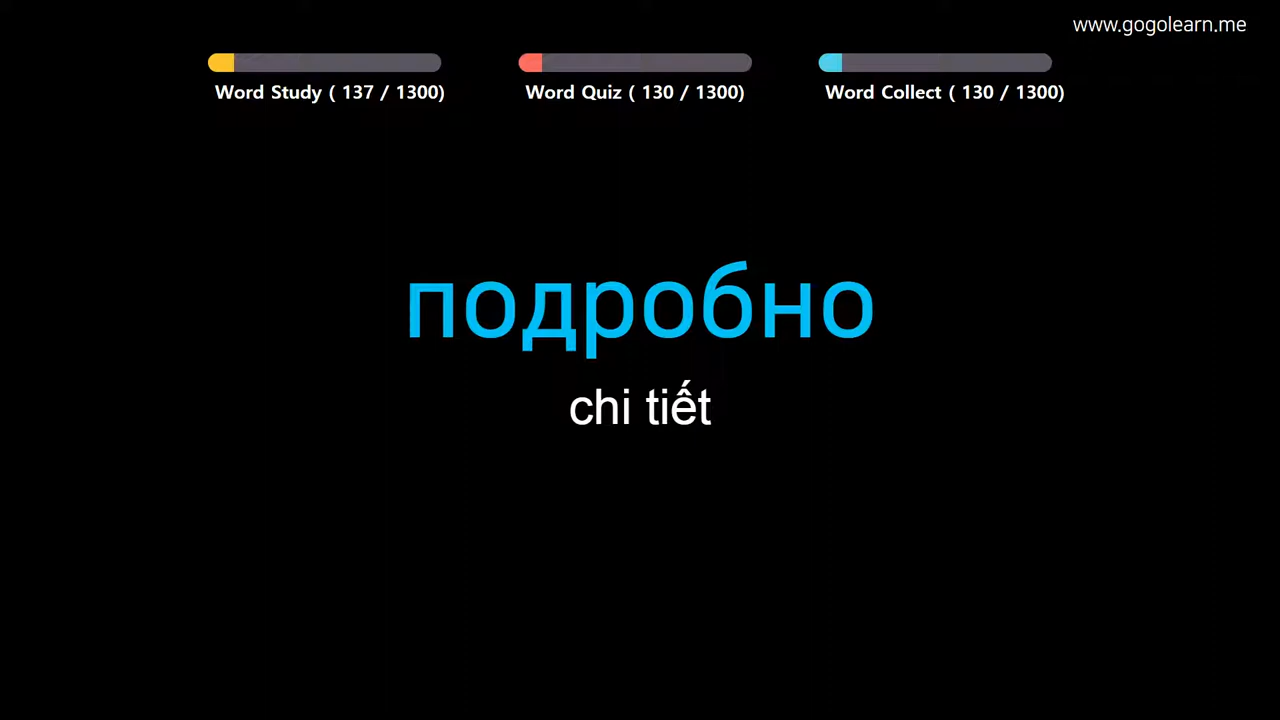 www.gogolearn.me
Word Study ( 137 / 1300)
Word Quiz ( 130 / 1300)
Word Collect ( 130 / 1300)
подробно
chi tiết